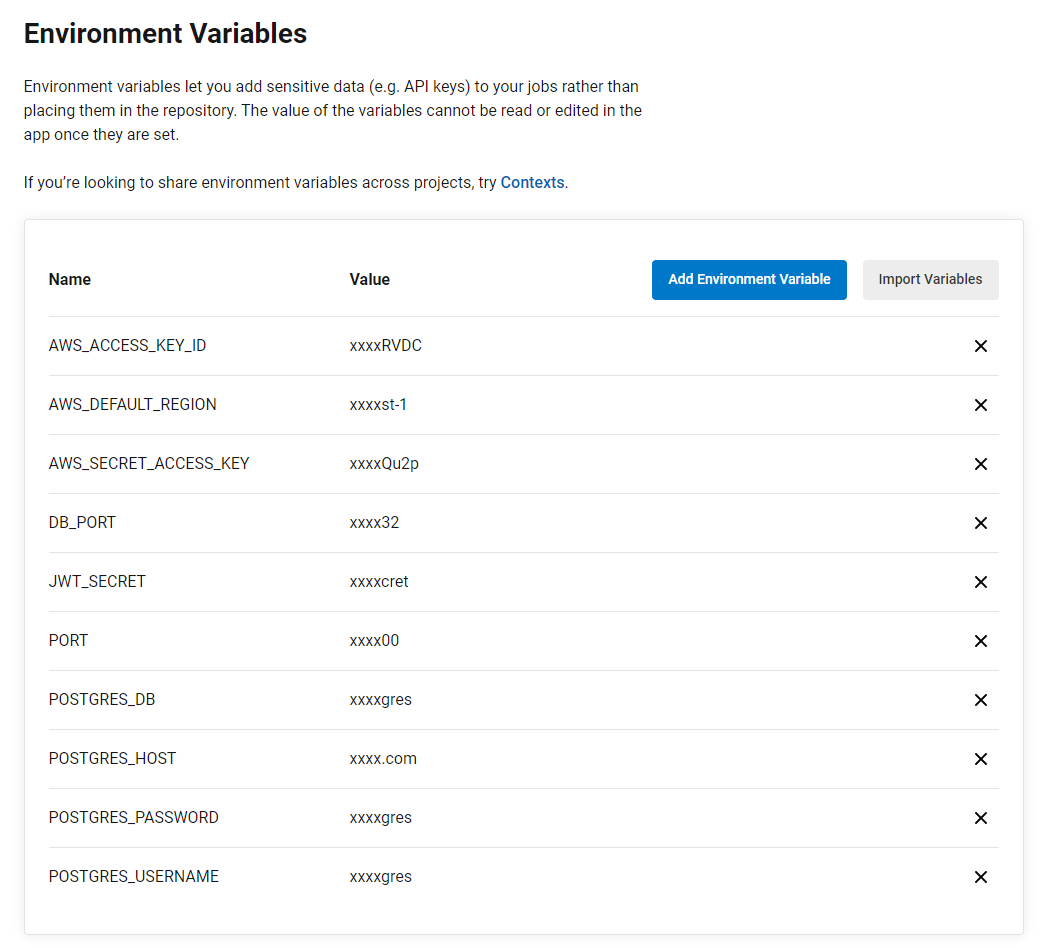 Environment Variables
Environment variables let you add sensitive data (e.g. API keys) to your jobs rather than
placing them in the repository. The value of the variables cannot be read or edited in the
app once they are set.
If you’re looking to share environment variables across projects, try Contexts.
Name Value Add Environment Variable Import Variables
AWS_ACCESS_KEY_ID xxxxRVDC
AWS_DEFAULT_REGION xxxxst-1
AWS_SECRET_ACCESS_KEY xxxxQu2p
DB_PORT xxxx32
JWT_SECRET xxxxcret
PORT xxxx00
POSTGRES_DB xxxxgres
POSTGRES_HOST xxxx.com
POSTGRES_PASSWORD xxxxgres
POSTGRES_USERNAME xxxxgres